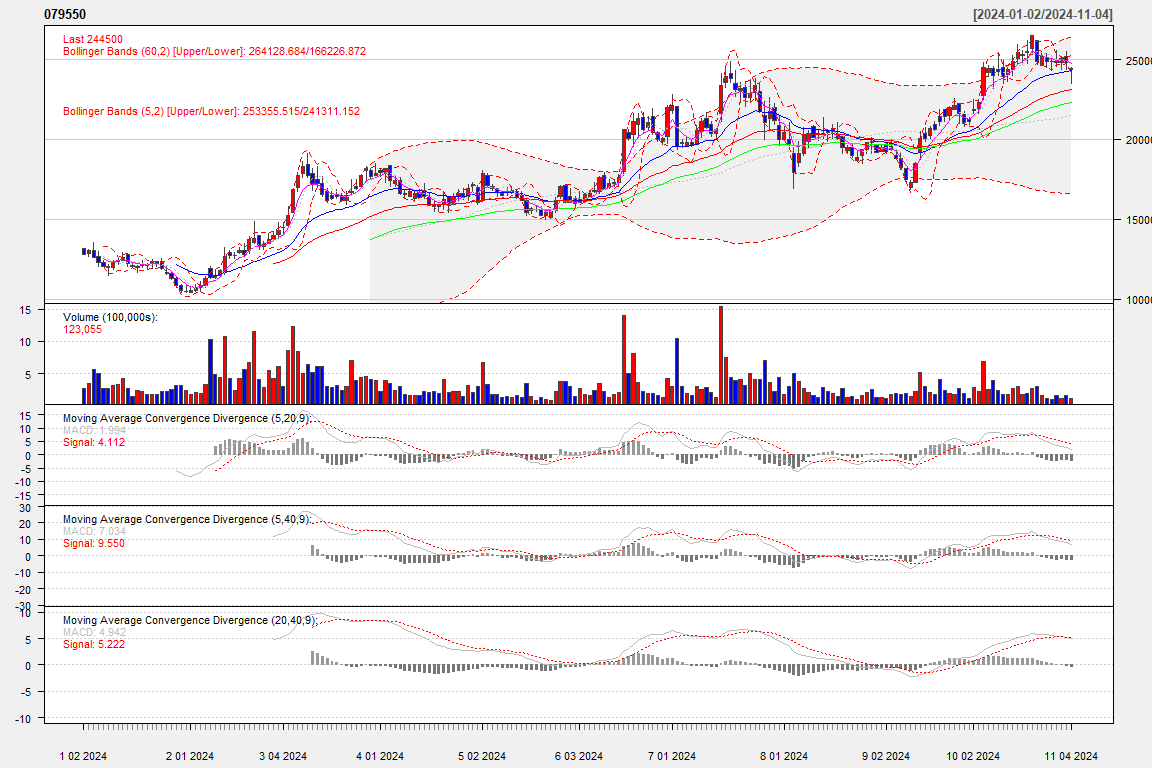 079550
[2024-01-02/2024-11-04]
Last 244500
Bollinger Bands (60,2) [Upper/Lower]: 264128.684/166226.872
Bollinger Bands (5,2) [Upper/Lower]: 253355.515/241311.152
25000
20000
15000
10000
Volume (100,000s):
123,055
15
10
5
Moving Average Convergence Divergence (5,20,9):
MACD: 1.994
Signal: 4.112
15
10
5
0
-5
-10
-15
Moving Average Convergence Divergence (5,40,9):
MACD: 7.034
Signal: 9.550
30
20
10
0
-10
-20
-30
Moving Average Convergence Divergence (20,40,9):
MACD: 4.942
Signal: 5.222
10
5
0
-5
-10
1 02 2024
2 01 2024
3 04 2024
4 01 2024
5 02 2024
6 03 2024
7 01 2024
8 01 2024
9 02 2024
10 02 2024
11 04 2024